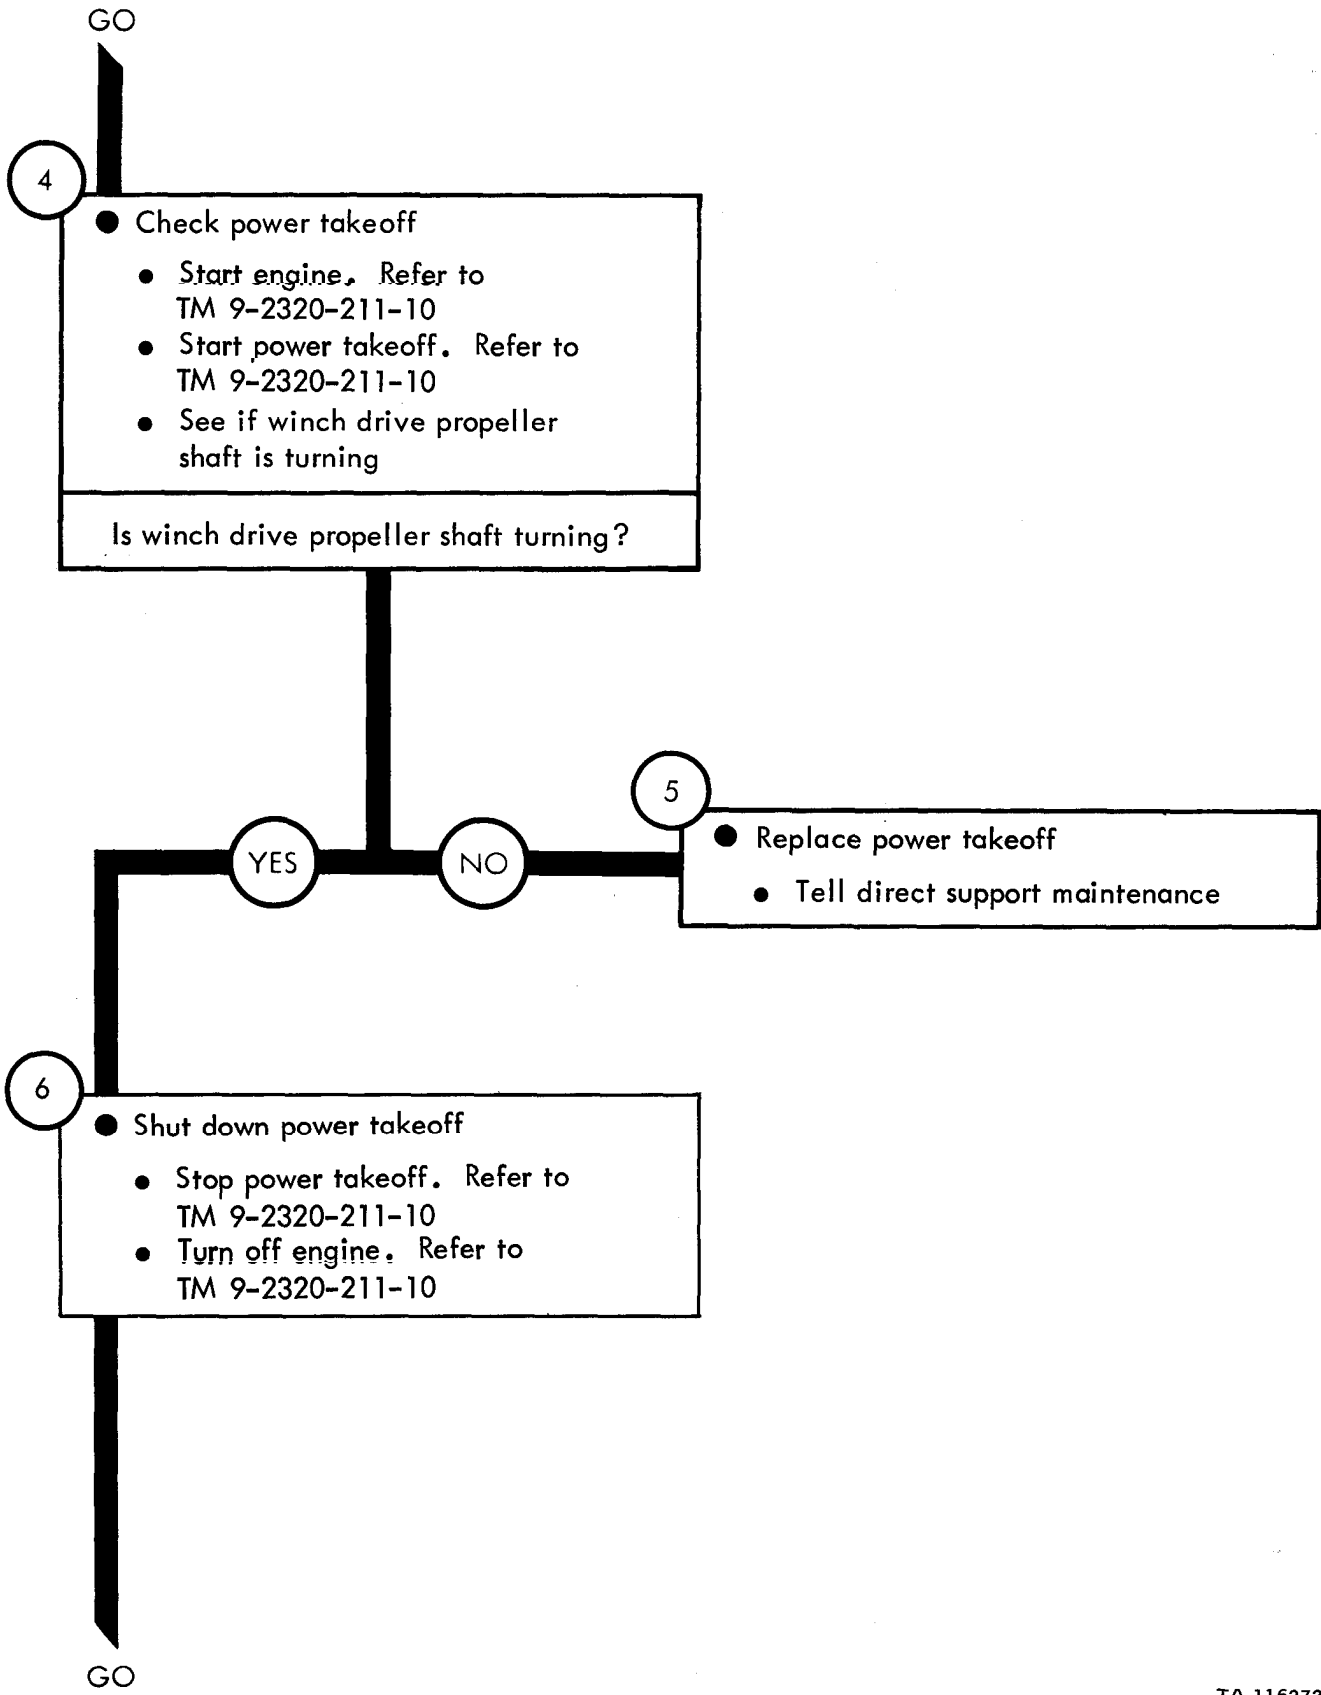 GO
4
● Check power takeoff
● Start engine. Refer to
TM 9-2320-211-10
● Start power takeoff. Refer to
TM 9-2320-211-10
● See if winch drive propeller
shaft is turning
Is winch drive propeller shaft turning?
YES
NO
5
● Replace power takeoff
● Tell direct support maintenance
6
● Shut down power takeoff
● Stop power takeoff. Refer to
TM 9-2320-211-10
● Turn off engine. Refer to
TM 9-2320-211-10
GO